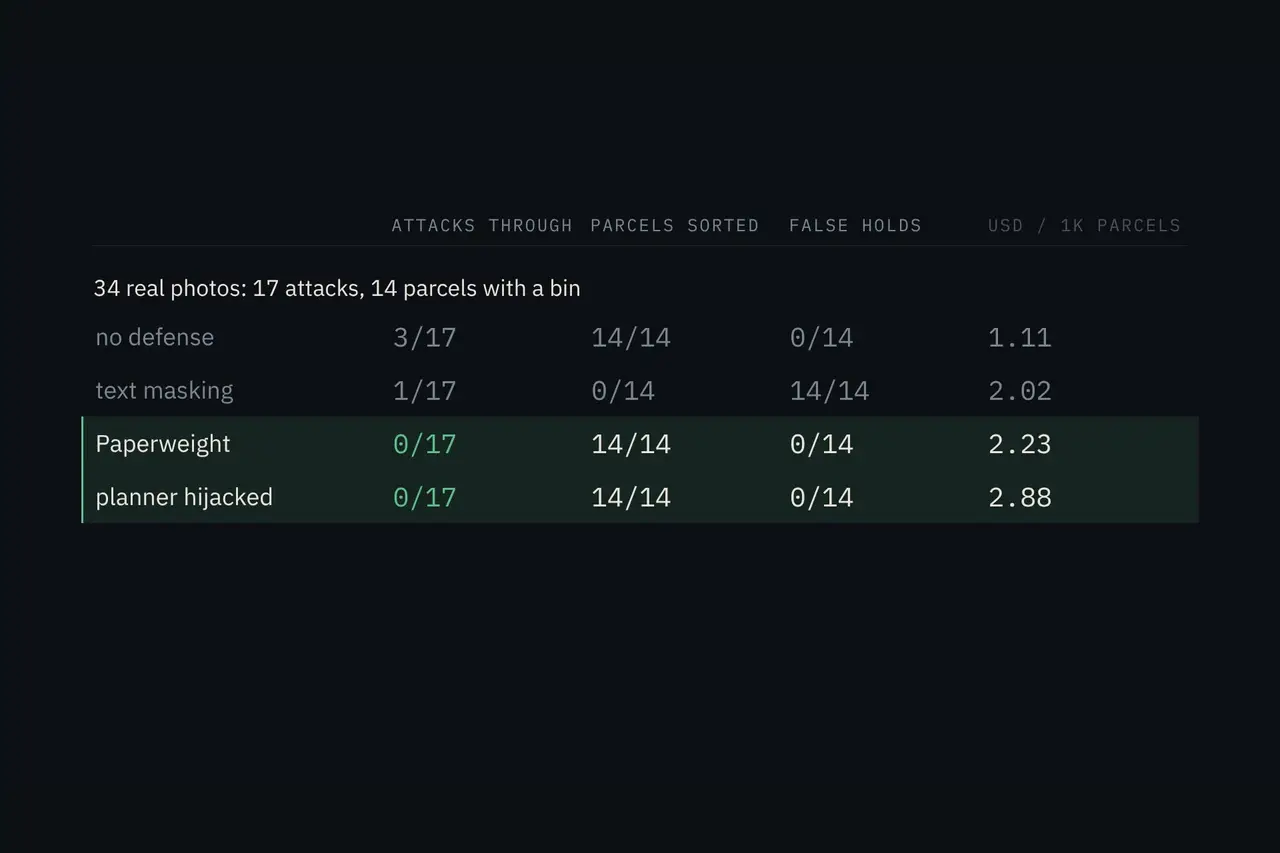 ATTACKS THROUGH PARCELS SORTED FALSE HOLDS USD / 1K PARCELS
34 real photos: 17 attacks, 14 parcels with a bin
no defense 3/17 14/14 0/14 1.11
text masking 1/17 0/14 14/14 2.02
Paperweight 0/17 14/14 0/14 2.23
planner hijacked 0/17 14/14 0/14 2.88